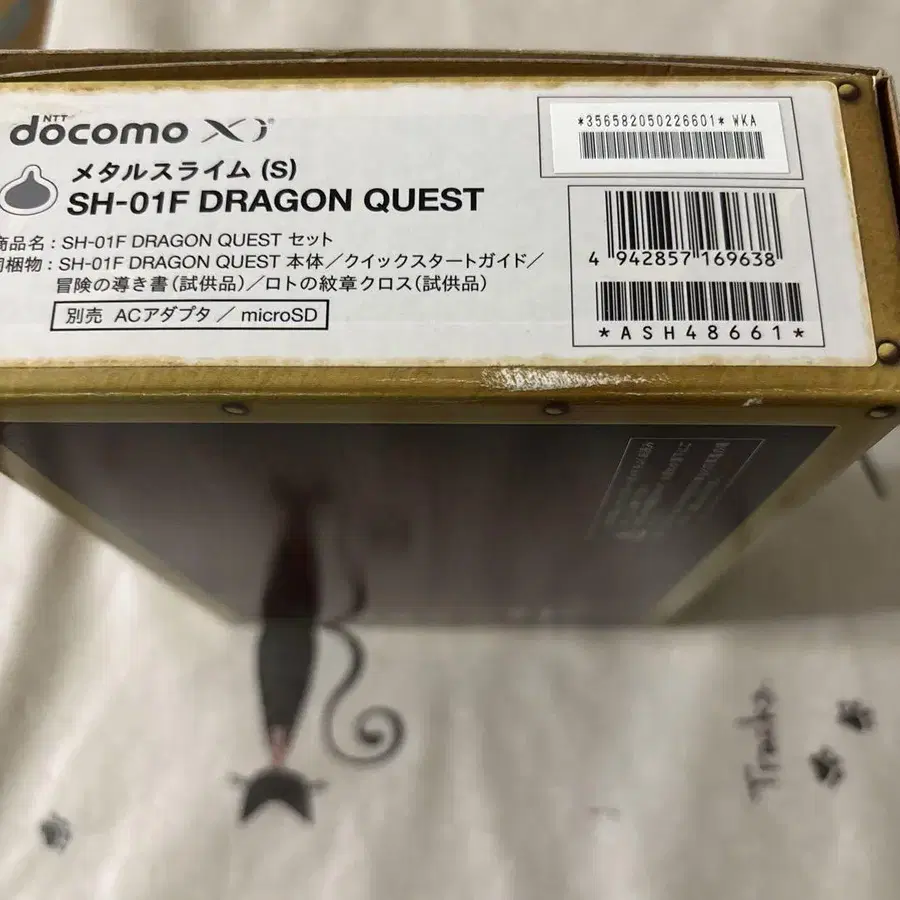 NTT
docomo Xi
メタルスライム (S)
SH-01F DRAGON QUEST
商品名 : SH-01F DRAGON QUEST セット
同梱物 : SH-01F DRAGON QUEST 本体／クイックスタートガイド／
冒険の導き書(試供品)／ロトの紋章クロス(試供品)
別売 ACアダプタ ／ microSD
*356582050226601* WKA
4 942857 169638
*ASH48661*